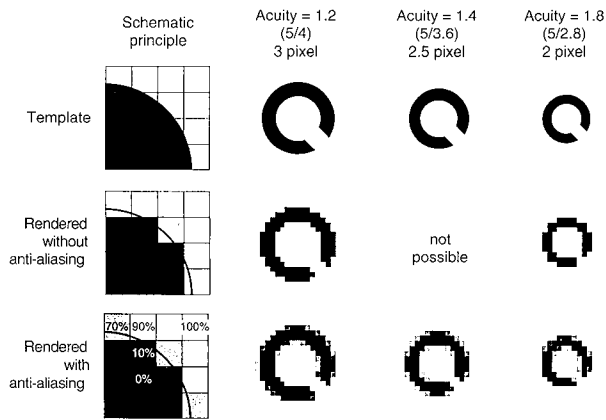 Schematic
principle
Acuity = 1.2
(5/4)
3 pixel
Acuity = 1.4
(5/3.6)
2.5 pixel
Acuity = 1.8
(5/2.8)
2 pixel
Template
Rendered
without
anti-aliasing
not
possible
Rendered
with
anti-aliasing
70% 90% 100%
10%
0%